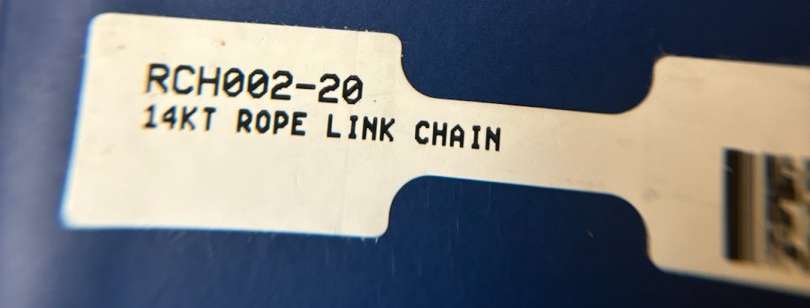 RCH002-20
14KT ROPE LINK CHAIN